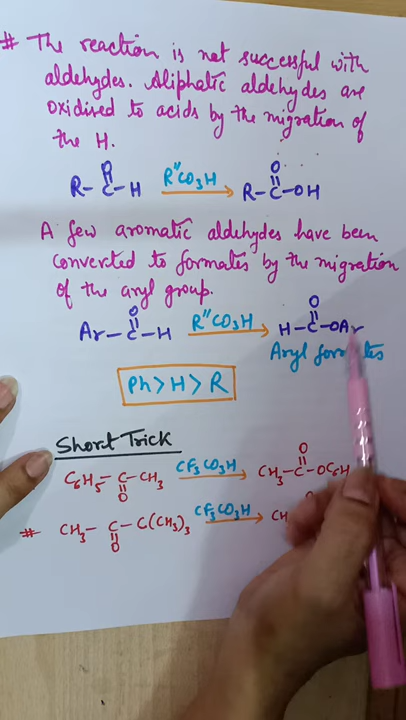 # The reaction is not successful with
aldehydes. Aliphatic aldehydes are
oxidised to acids by the migration of
the H.
R-C(=O)-H R"CO₃H → R-C(=O)-OH
A few aromatic aldehydes have been
converted to formates by the migration
of the aryl group.
Ar-C(=O)-H R"CO₃H → H-C(=O)-OAr
Aryl formates
Ph > H > R
Short Trick
C₆H₅-C(=O)-CH₃ CF₃CO₃H → CH₃-C(=O)-OC₆H
# CH₃-C(=O)-C(CH₃)₃ CF₃CO₃H → CH₃